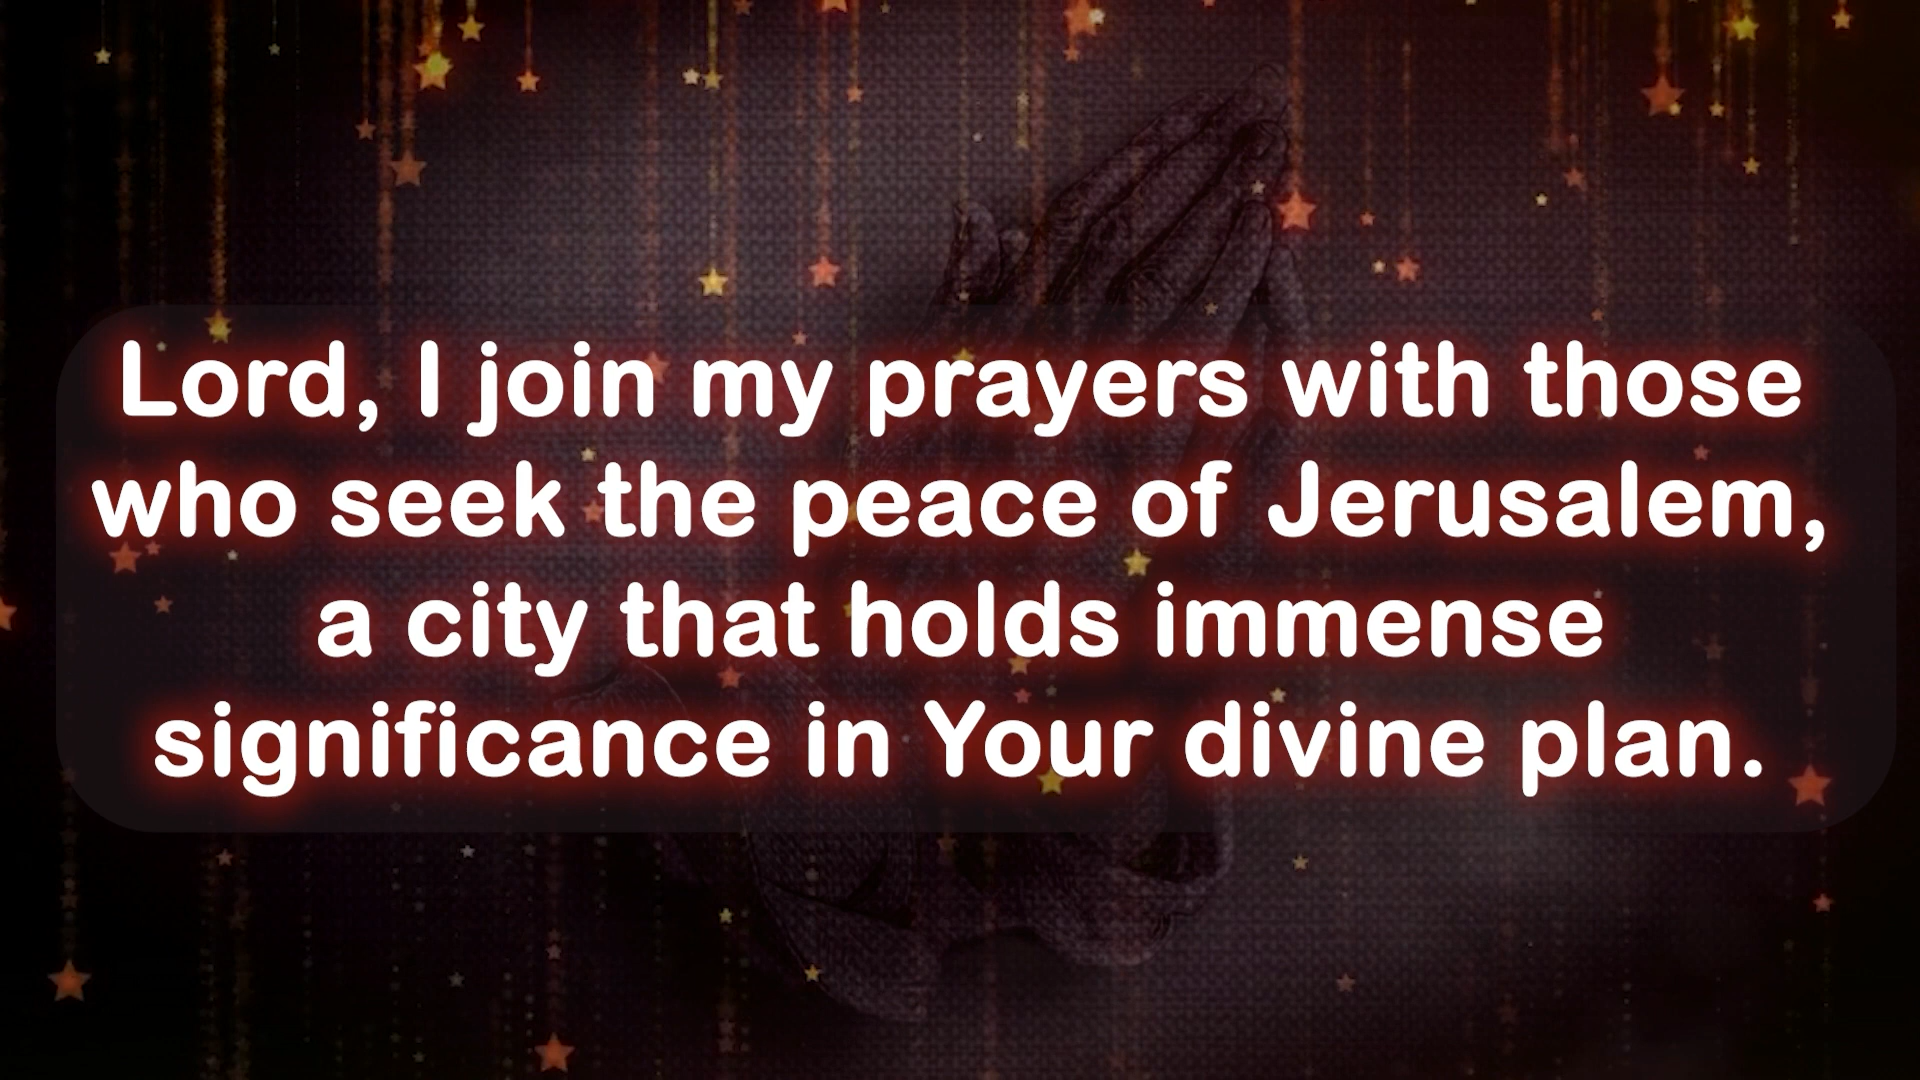 Lord, I join my prayers with those
who seek the peace of Jerusalem,
a city that holds immense
significance in Your divine plan.